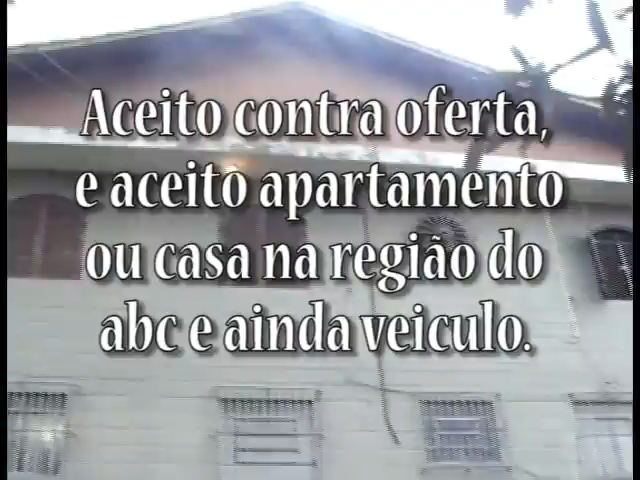 Aceito contra oferta,
e aceito apartamento
ou casa na região do
abc e ainda veiculo.